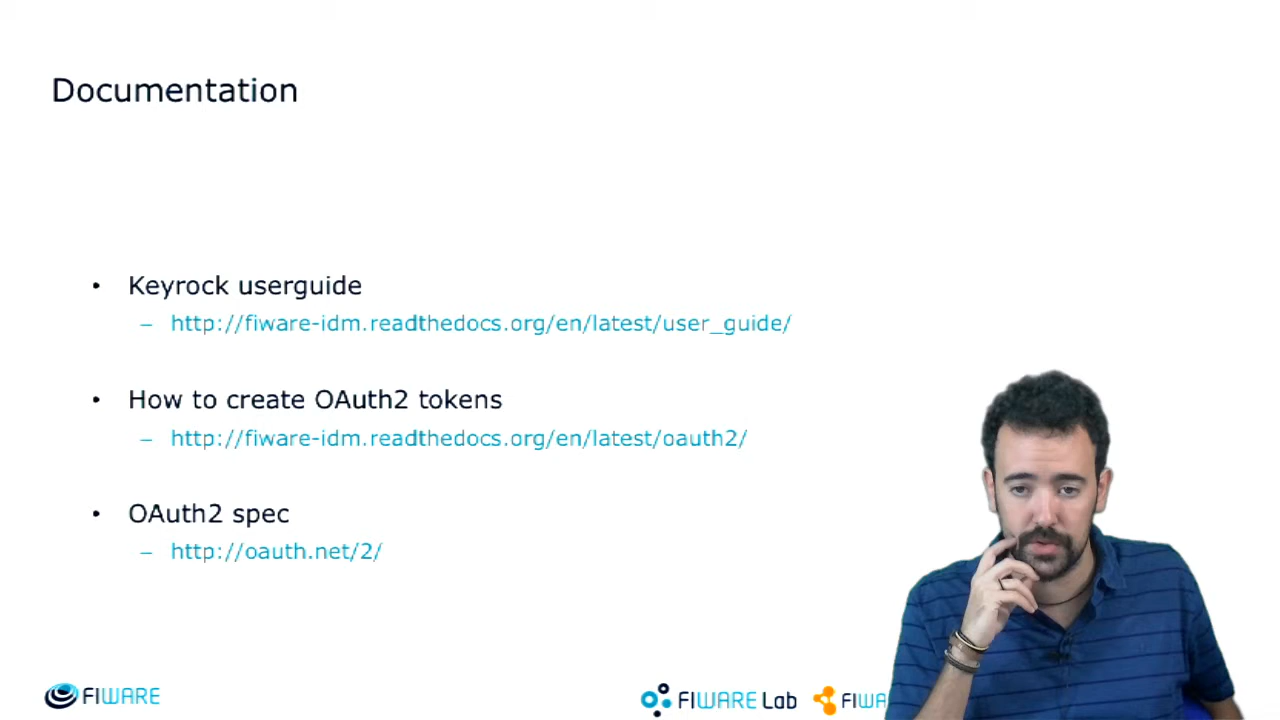 Documentation
• Keyrock userguide
– http://fiware-idm.readthedocs.org/en/latest/user_guide/
• How to create OAuth2 tokens
– http://fiware-idm.readthedocs.org/en/latest/oauth2/
• OAuth2 spec
– http://oauth.net/2/
FIWARE
FIWARE Lab
FIWA